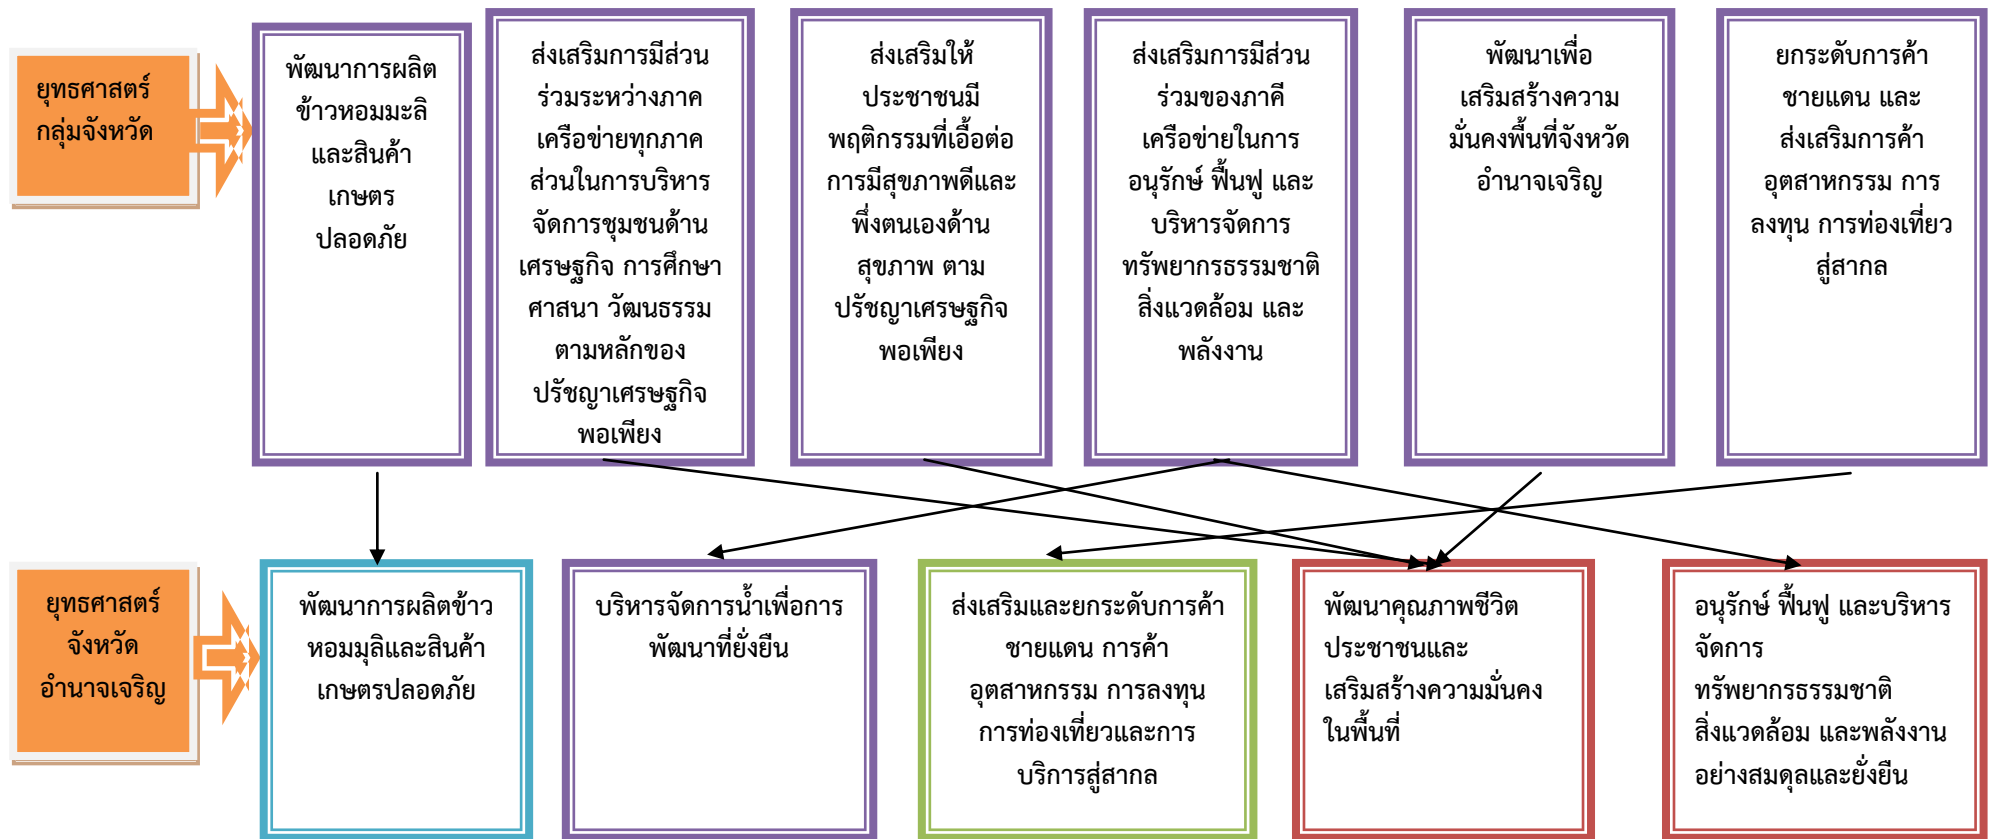 ยุทธศาสตร์
กลุ่มจังหวัด
พัฒนาการผลิต
ข้าวหอมมะลิ
และสินค้า
เกษตร
ปลอดภัย
ส่งเสริมการมีส่วน
ร่วมระหว่างภาค
เครือข่ายทุกภาค
ส่วนในการบริหาร
จัดการชุมชนด้าน
เศรษฐกิจ การศึกษา
ศาสนา วัฒนธรรม
ตามหลักของ
ปรัชญาเศรษฐกิจ
พอเพียง
ส่งเสริมให้
ประชาชนมี
พฤติกรรมที่เอื้อต่อ
การมีสุขภาพดีและ
พึ่งตนเองด้าน
สุขภาพ ตาม
ปรัชญาเศรษฐกิจ
พอเพียง
ส่งเสริมการมีส่วน
ร่วมของภาคี
เครือข่ายในการ
อนุรักษ์ ฟื้นฟู และ
บริหารจัดการ
ทรัพยากรธรรมชาติ
สิ่งแวดล้อม และ
พลังงาน
พัฒนาเพื่อ
เสริมสร้างความ
มั่นคงพื้นที่จังหวัด
อำนาจเจริญ
ยกระดับการค้า
ชายแดน และ
ส่งเสริมการค้า
อุตสาหกรรม การ
ลงทุน การท่องเที่ยว
สู่สากล
ยุทธศาสตร์
จังหวัด
อำนาจเจริญ
พัฒนาการผลิตข้าว
หอมมุลิและสินค้า
เกษตรปลอดภัย
บริหารจัดการน้ำเพื่อการ
พัฒนาที่ยั่งยืน
ส่งเสริมและยกระดับการค้า
ชายแดน การค้า
อุตสาหกรรม การลงทุน
การท่องเที่ยวและการ
บริการสู่สากล
พัฒนาคุณภาพชีวิต
ประชาชนและ
เสริมสร้างความมั่นคง
ในพื้นที่
อนุรักษ์ ฟื้นฟู และบริหาร
จัดการ
ทรัพยากรธรรมชาติ
สิ่งแวดล้อม และพลังงาน
อย่างสมดุลและยั่งยืน